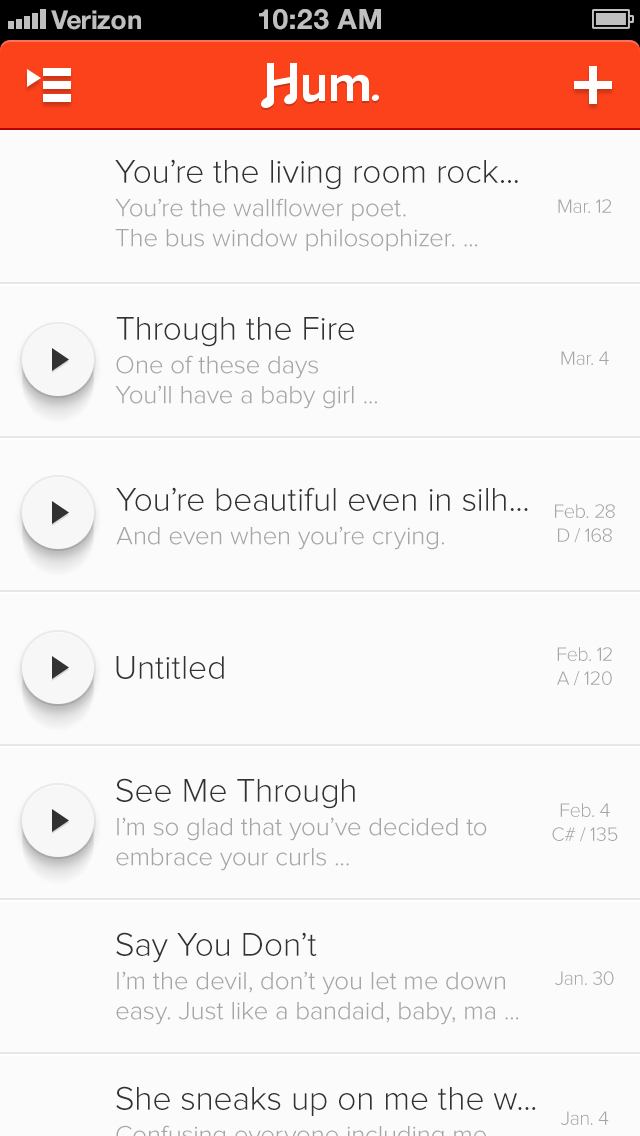 Verizon 10:23 AM
Hum.
You’re the living room rock...
You’re the wallflower poet.
The bus window philosophizer. ...
Mar. 12
Through the Fire
One of these days
You’ll have a baby girl ...
Mar. 4
You’re beautiful even in silh...
And even when you’re crying.
Feb. 28
D / 168
Untitled
Feb. 12
A / 120
See Me Through
I’m so glad that you’ve decided to
embrace your curls ...
Feb. 4
C# / 135
Say You Don’t
I’m the devil, don’t you let me down
easy. Just like a bandaid, baby, ma ...
Jan. 30
She sneaks up on me the w...
Confusing everyone including me
Jan. 4